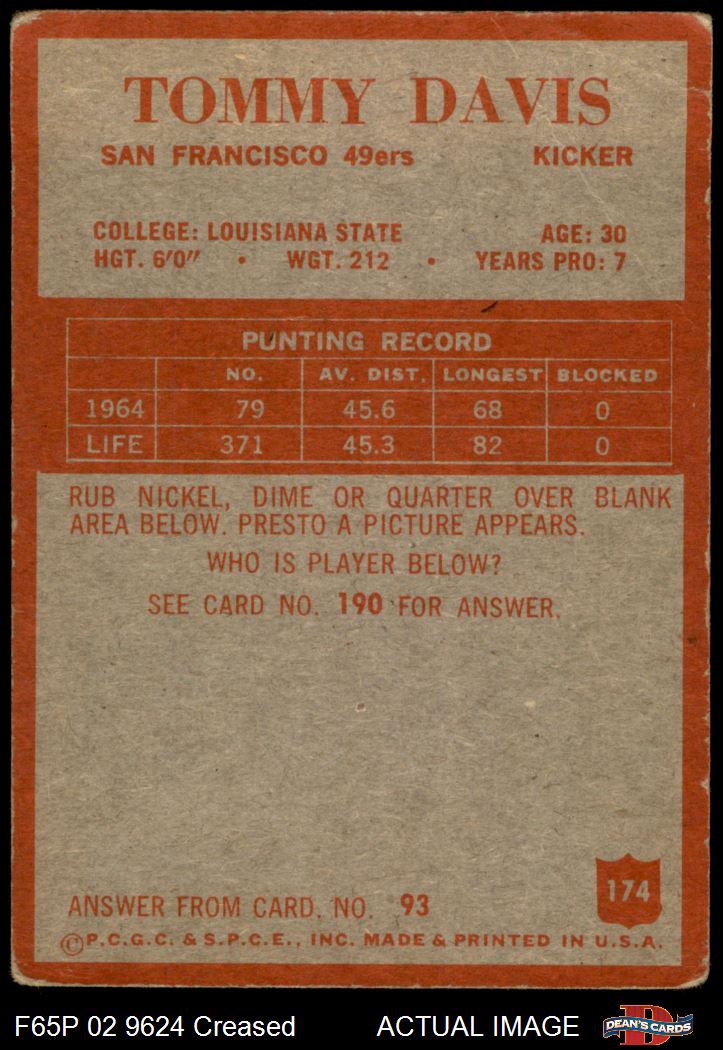 TOMMY DAVIS
SAN FRANCISCO 49ers KICKER
COLLEGE: LOUISIANA STATE AGE: 30
HGT. 6'0" • WGT. 212 • YEARS PRO: 7
PUNTING RECORD
NO. AV. DIST. LONGEST BLOCKED
1964 79 45.6 68 0
LIFE 371 45.3 82 0
RUB NICKEL, DIME OR QUARTER OVER BLANK
AREA BELOW. PRESTO A PICTURE APPEARS.
WHO IS PLAYER BELOW?
SEE CARD NO. 190 FOR ANSWER.
174
ANSWER FROM CARD. NO. 93
©P.C.G.C. & S.P.C.E., INC. MADE & PRINTED IN U.S.A.
F65P 02 9624 Creased ACTUAL IMAGE
DEAN'S CARDS